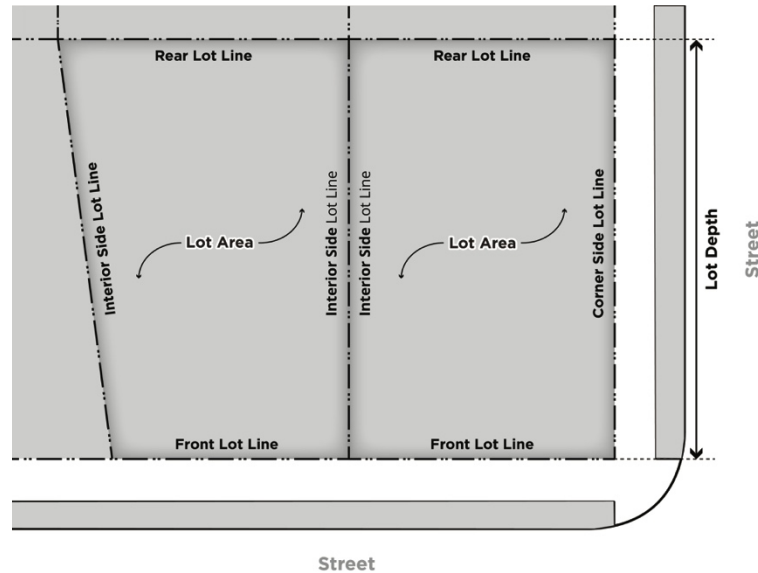 Rear Lot Line
Rear Lot Line
Interior Side Lot Line
Lot Area
Interior Side Lot Line
Interior Side Lot Line
Lot Area
Corner Side Lot Line
Lot Depth
Street
Front Lot Line
Front Lot Line
Street